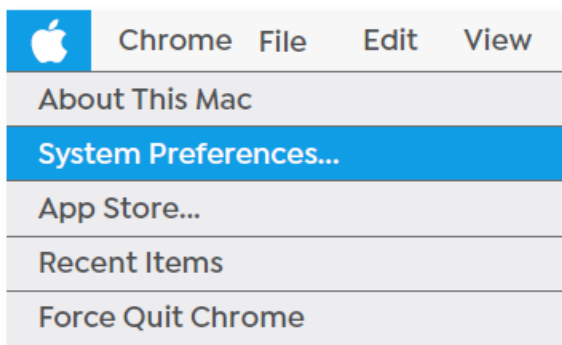 Chrome File Edit View
About This Mac
System Preferences...
App Store...
Recent Items
Force Quit Chrome